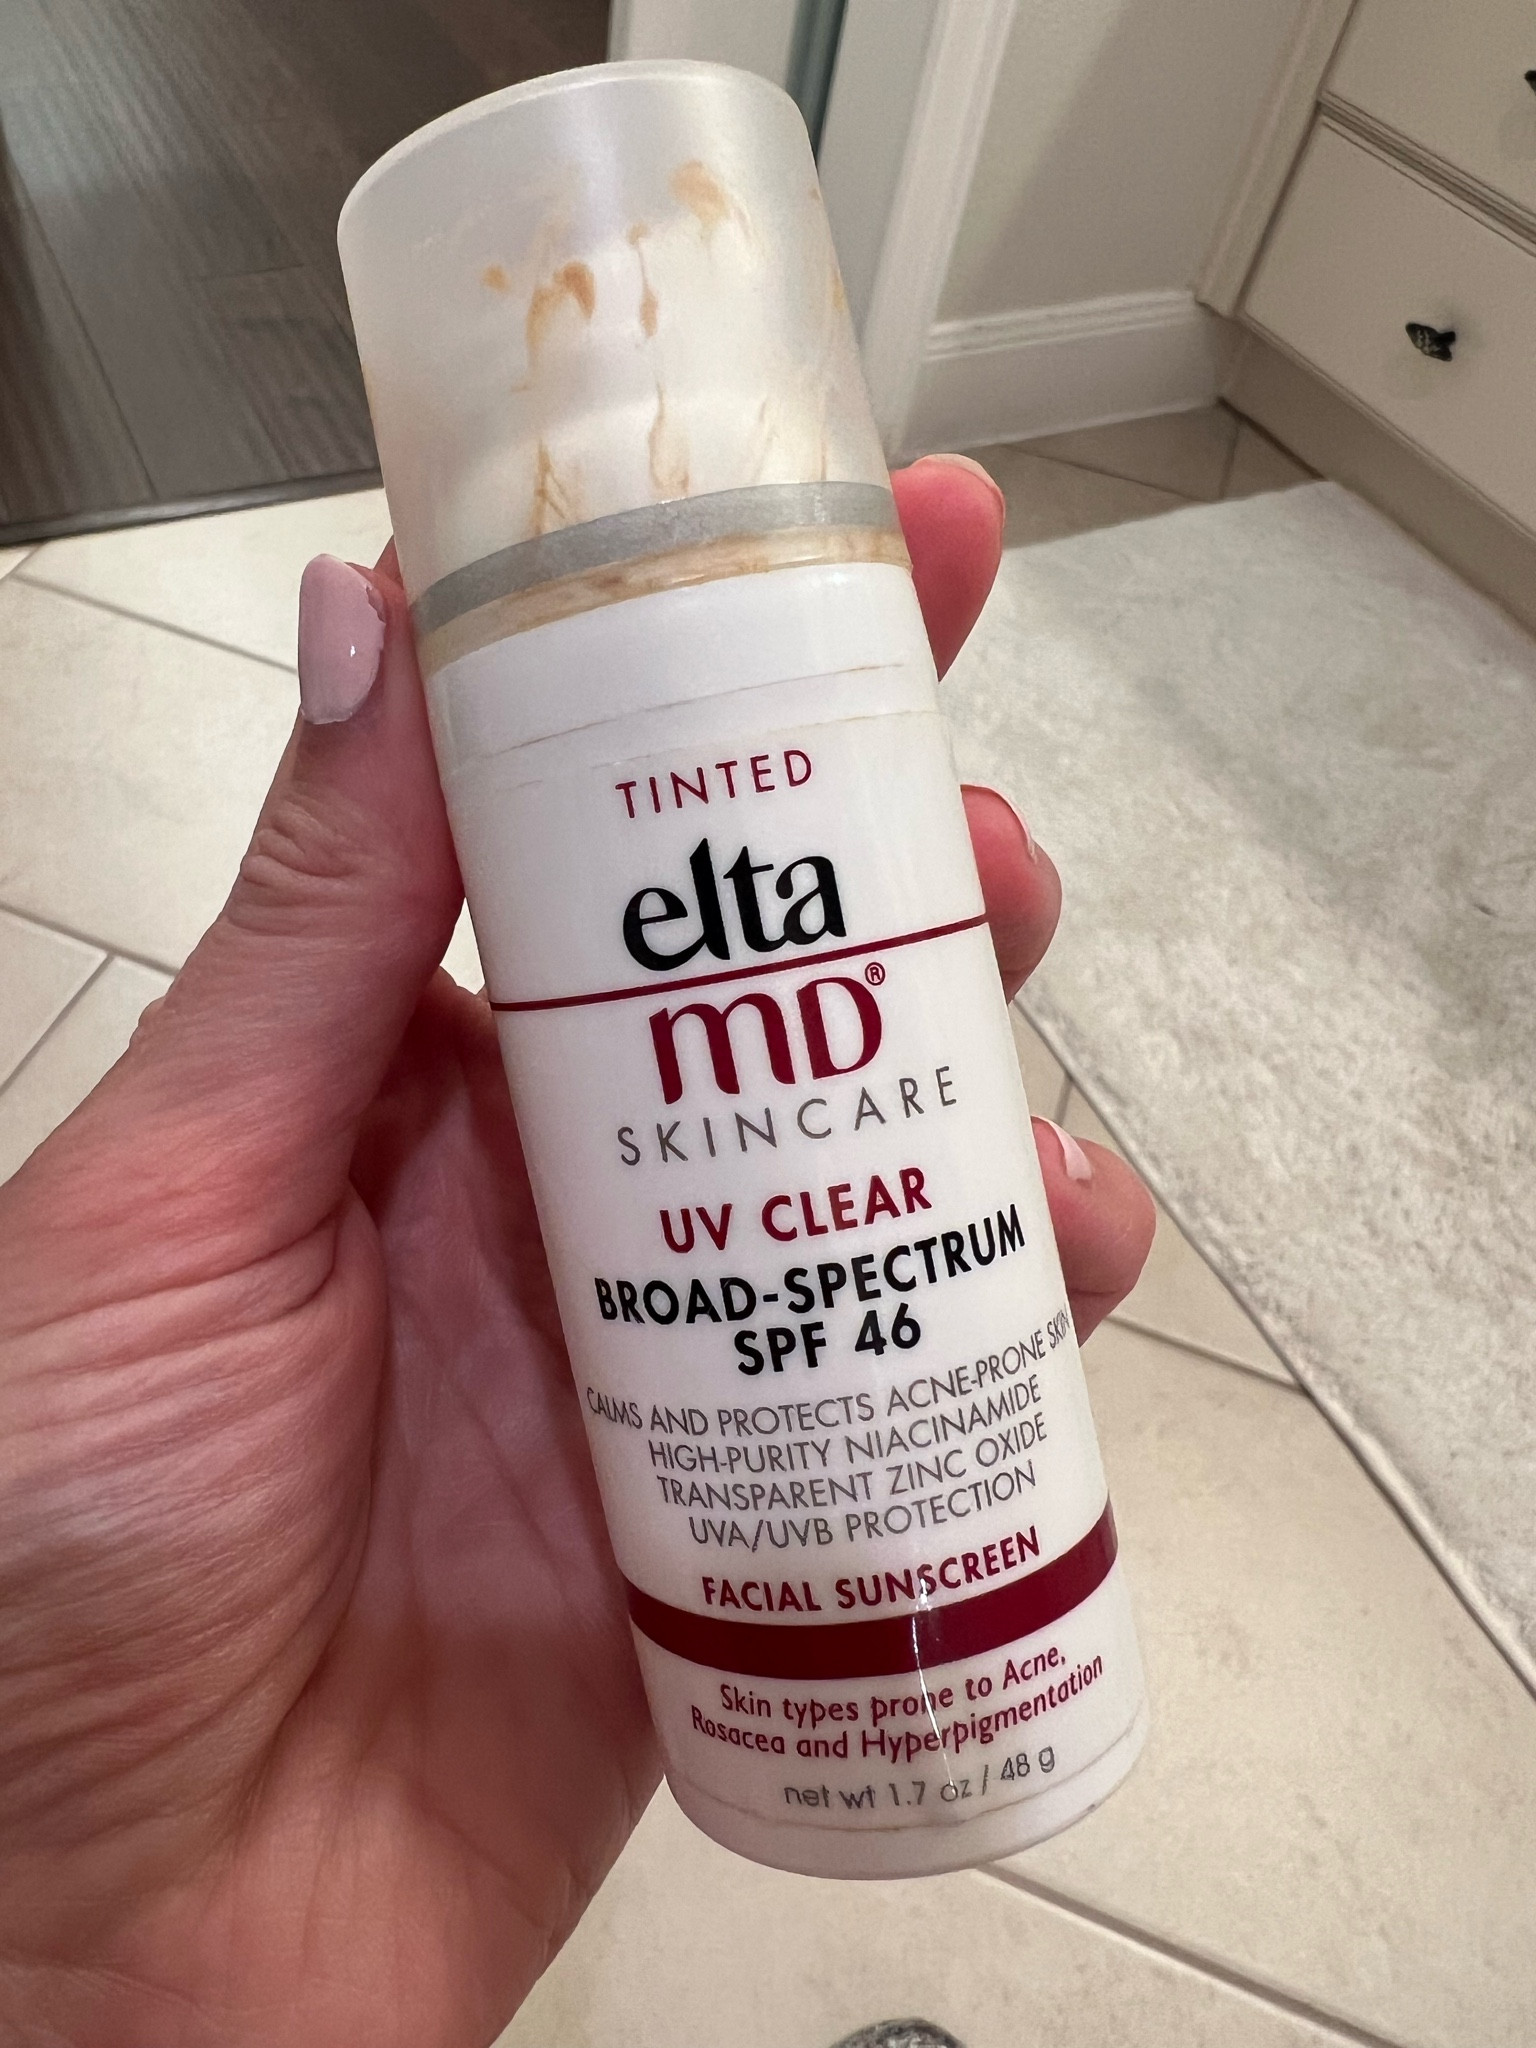 TINTED
elta
MD®
SKINCARE
UV CLEAR
BROAD-SPECTRUM
SPF 46
CALMS AND PROTECTS ACNE-PRONE SKIN
HIGH-PURITY NIACINAMIDE
TRANSPARENT ZINC OXIDE
UVA/UVB PROTECTION
FACIAL SUNSCREEN
Skin types prone to Acne,
Rosacea and Hyperpigmentation
net wt 1.7 oz / 48 g